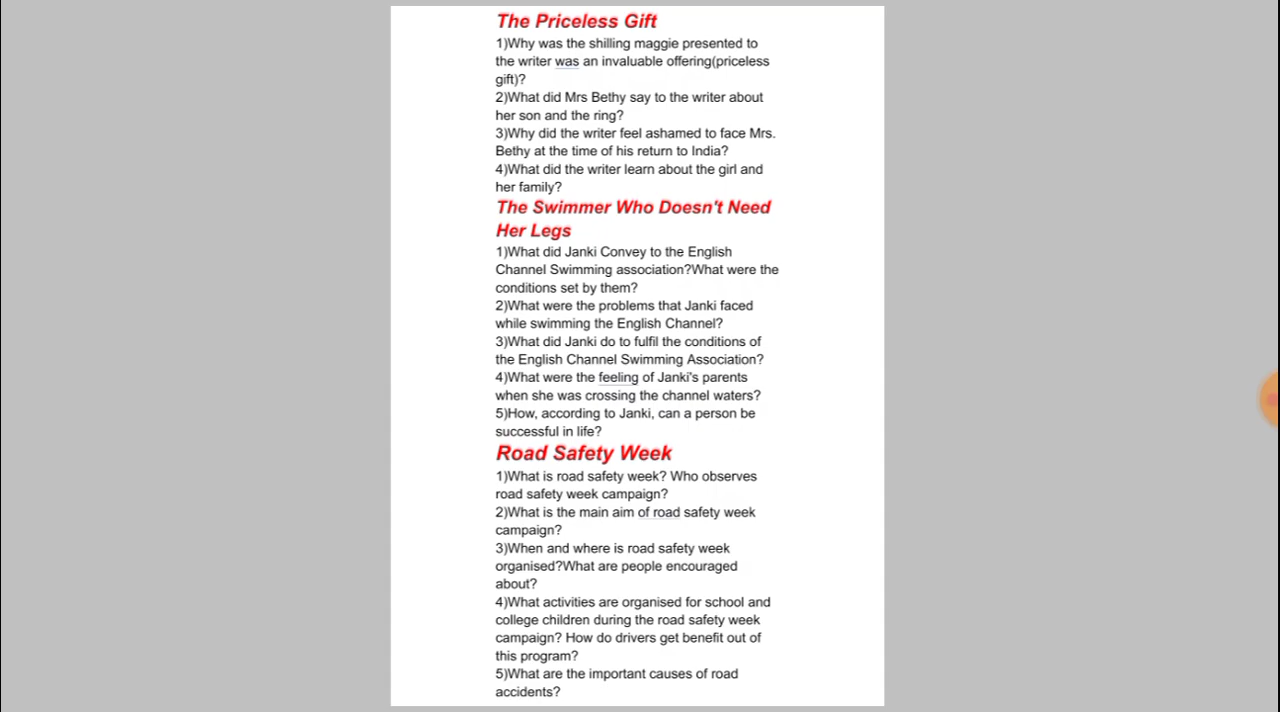 The Priceless Gift
1)Why was the shilling maggie presented to
the writer was an invaluable offering(priceless
gift)?
2)What did Mrs Bethy say to the writer about
her son and the ring?
3)Why did the writer feel ashamed to face Mrs.
Bethy at the time of his return to India?
4)What did the writer learn about the girl and
her family?
The Swimmer Who Doesn't Need
Her Legs
1)What did Janki Convey to the English
Channel Swimming association?What were the
conditions set by them?
2)What were the problems that Janki faced
while swimming the English Channel?
3)What did Janki do to fulfil the conditions of
the English Channel Swimming Association?
4)What were the feeling of Janki's parents
when she was crossing the channel waters?
5)How, according to Janki, can a person be
successful in life?
Road Safety Week
1)What is road safety week? Who observes
road safety week campaign?
2)What is the main aim of road safety week
campaign?
3)When and where is road safety week
organised?What are people encouraged
about?
4)What activities are organised for school and
college children during the road safety week
campaign? How do drivers get benefit out of
this program?
5)What are the important causes of road
accidents?